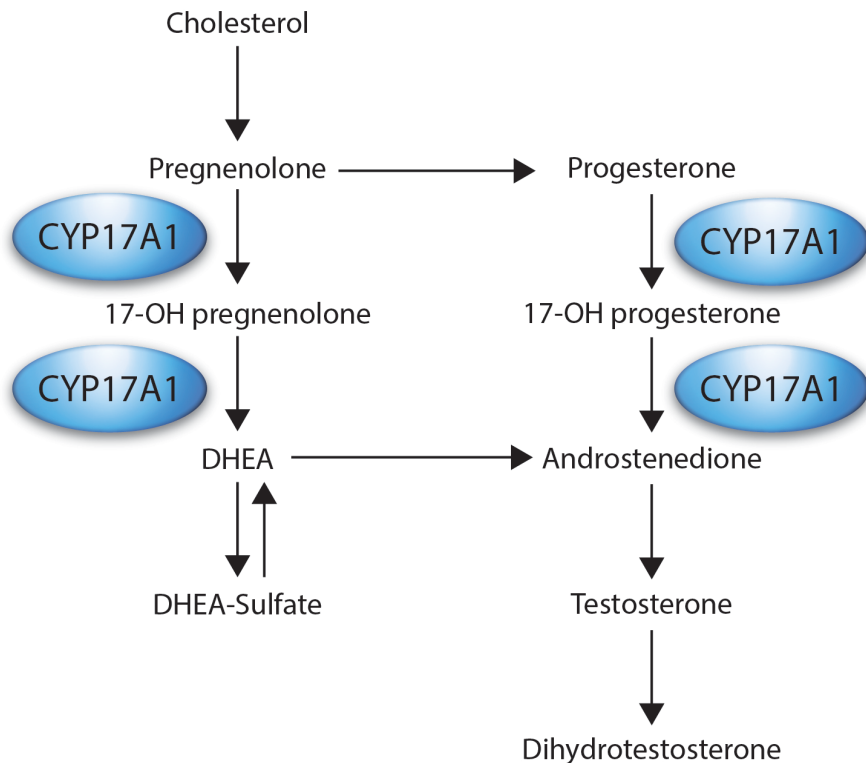 Cholesterol
Pregnenolone
Progesterone
CYP17A1
CYP17A1
17-OH pregnenolone
17-OH progesterone
CYP17A1
CYP17A1
DHEA
Androstenedione
DHEA-Sulfate
Testosterone
Dihydrotestosterone